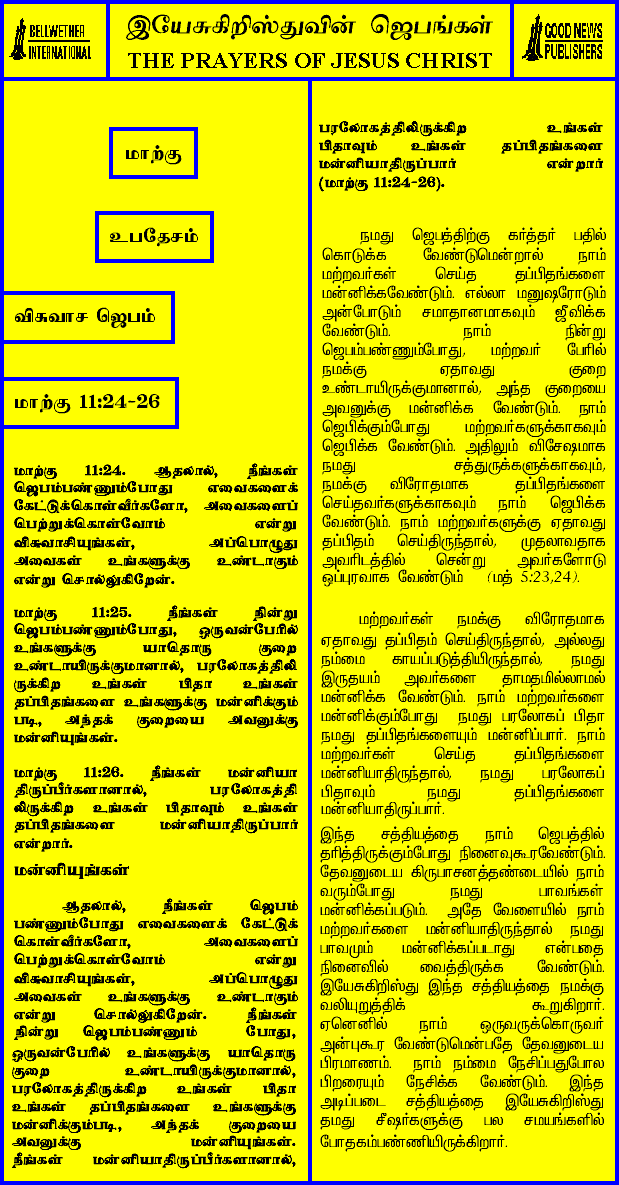 BELLWETHER
INTERNATIONAL
இயேசுகிறிஸ்துவின் ஜெபங்கள்
THE PRAYERS OF JESUS CHRIST
GOOD NEWS
PUBLISHERS
மாற்கு
உபதேசம்
விசுவாச ஜெபம்
மாற்கு 11:24-26
மாற்கு 11:24. ஆதலால், நீங்கள்
ஜெபம்பண்ணும்போது எவைகளைக்
கேட்டுக்கொள்வீர்களோ, அவைகளைப்
பெற்றுக்கொள்வோம் என்று
விசுவாசியுங்கள், அப்பொழுது
அவைகள் உங்களுக்கு உண்டாகும்
என்று சொல்லுகிறேன்.
மாற்கு 11:25. நீங்கள் நின்று
ஜெபம்பண்ணும்போது, ஒருவன்பேரில்
உங்களுக்கு யாதொரு குறை
உண்டாயிருக்குமானால், பரலோகத்திலி
ருக்கிற உங்கள் பிதா உங்கள்
தப்பிதங்களை உங்களுக்கு மன்னிக்கும்
படி, அந்தக் குறையை அவனுக்கு
மன்னியுங்கள்.
மாற்கு 11:26. நீங்கள் மன்னியா
திருப்பீர்களானால், பரலோகத்தி
லிருக்கிற உங்கள் பிதாவும் உங்கள்
தப்பிதங்களை மன்னியாதிருப்பார்
என்றார்.
மன்னியுங்கள்
ஆதலால், நீங்கள் ஜெபம்
பண்ணும்போது எவைகளைக் கேட்டுக்
கொள்வீர்களோ, அவைகளைப்
பெற்றுக்கொள்வோம் என்று
விசுவாசியுங்கள், அப்பொழுது
அவைகள் உங்களுக்கு உண்டாகும்
என்று சொல்லுகிறேன். நீங்கள்
நின்று ஜெபம்பண்ணும் போது,
ஒருவன்பேரில் உங்களுக்கு யாதொரு
குறை உண்டாயிருக்குமானால்,
பரலோகத்திருக்கிற உங்கள் பிதா
உங்கள் தப்பிதங்களை உங்களுக்கு
மன்னிக்கும்படி, அந்தக் குறையை
அவனுக்கு மன்னியுங்கள்.
நீங்கள் மன்னியாதிருப்பீர்களானால்,
பரலோகத்திலிருக்கிற உங்கள்
பிதாவும் உங்கள் தப்பிதங்களை
மன்னியாதிருப்பார் என்றார்
(மாற்கு 11:24-26).
நமது ஜெபத்திற்கு கர்த்தர் பதில்
கொடுக்க வேண்டுமென்றால் நாம்
மற்றவர்கள் செய்த தப்பிதங்களை
மன்னிக்கவேண்டும். எல்லா மனுஷரோடும்
அன்போடும் சமாதானமாகவும் ஜீவிக்க
வேண்டும். நாம் நின்று
ஜெபம்பண்ணும்போது, மற்றவர் பேரில்
நமக்கு ஏதாவது குறை
உண்டாயிருக்குமானால், அந்த குறையை
அவனுக்கு மன்னிக்க வேண்டும். நாம்
ஜெபிக்கும்போது மற்றவர்களுக்காகவும்
ஜெபிக்க வேண்டும். அதிலும் விசேஷமாக
நமது சத்துருக்களுக்காகவும்,
நமக்கு விரோதமாக தப்பிதங்களை
செய்தவர்களுக்காகவும் நாம் ஜெபிக்க
வேண்டும். நாம் மற்றவர்களுக்கு ஏதாவது
தப்பிதம் செய்திருந்தால், முதலாவதாக
அவரிடத்தில் சென்று அவர்களோடு
ஒப்புரவாக வேண்டும் (மத் 5:23,24).
மற்றவர்கள் நமக்கு விரோதமாக
ஏதாவது தப்பிதம் செய்திருந்தால், அல்லது
நம்மை காயப்படுத்தியிருந்தால், நமது
இருதயம் அவர்களை தாமதமில்லாமல்
மன்னிக்க வேண்டும். நாம் மற்றவர்களை
மன்னிக்கும்போது நமது பரலோகப் பிதா
நமது தப்பிதங்களையும் மன்னிப்பார். நாம்
மற்றவர்கள் செய்த தப்பிதங்களை
மன்னியாதிருந்தால், நமது பரலோகப்
பிதாவும் நமது தப்பிதங்களை
மன்னியாதிருப்பார்.
இந்த சத்தியத்தை நாம் ஜெபத்தில்
தரித்திருக்கும்போது நினைவுகூரவேண்டும்.
தேவனுடைய கிருபாசனத்தண்டையில் நாம்
வரும்போது நமது பாவங்கள்
மன்னிக்கப்படும். அதே வேளையில் நாம்
மற்றவர்களை மன்னியாதிருந்தால் நமது
பாவமும் மன்னிக்கப்படாது என்பதை
நினைவில் வைத்திருக்க வேண்டும்.
இயேசுகிறிஸ்து இந்த சத்தியத்தை நமக்கு
வலியுறுத்திக் கூறுகிறார்.
ஏனெனில் நாம் ஒருவருக்கொருவர்
அன்புகூர வேண்டுமென்பதே தேவனுடைய
பிரமாணம். நாம் நம்மை நேசிப்பதுபோல
பிறரையும் நேசிக்க வேண்டும். இந்த
அடிப்படை சத்தியத்தை இயேசுகிறிஸ்து
தமது சீஷர்களுக்கு பல சமயங்களில்
போதகம்பண்ணியிருக்கிறார்.